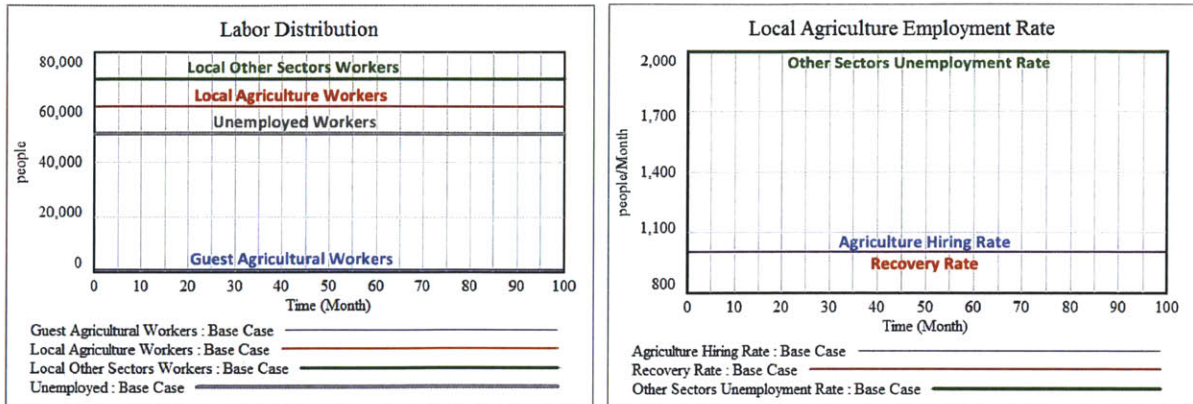 Labor Distribution
80,000
60,000
40,000
20,000
0
people
Local Other Sectors Workers
Local Agriculture Workers
Unemployed Workers
Guest Agricultural Workers
0 10 20 30 40 50 60 70 80 90 100
Time (Month)
Guest Agricultural Workers : Base Case
Local Agriculture Workers : Base Case
Local Other Sectors Workers : Base Case
Unemployed : Base Case
Local Agriculture Employment Rate
2,000
1,700
1,400
1,100
800
people/Month
Other Sectors Unemployment Rate
Agriculture Hiring Rate
Recovery Rate
0 10 20 30 40 50 60 70 80 90 100
Time (Month)
Agriculture Hiring Rate : Base Case
Recovery Rate : Base Case
Other Sectors Unemployment Rate : Base Case